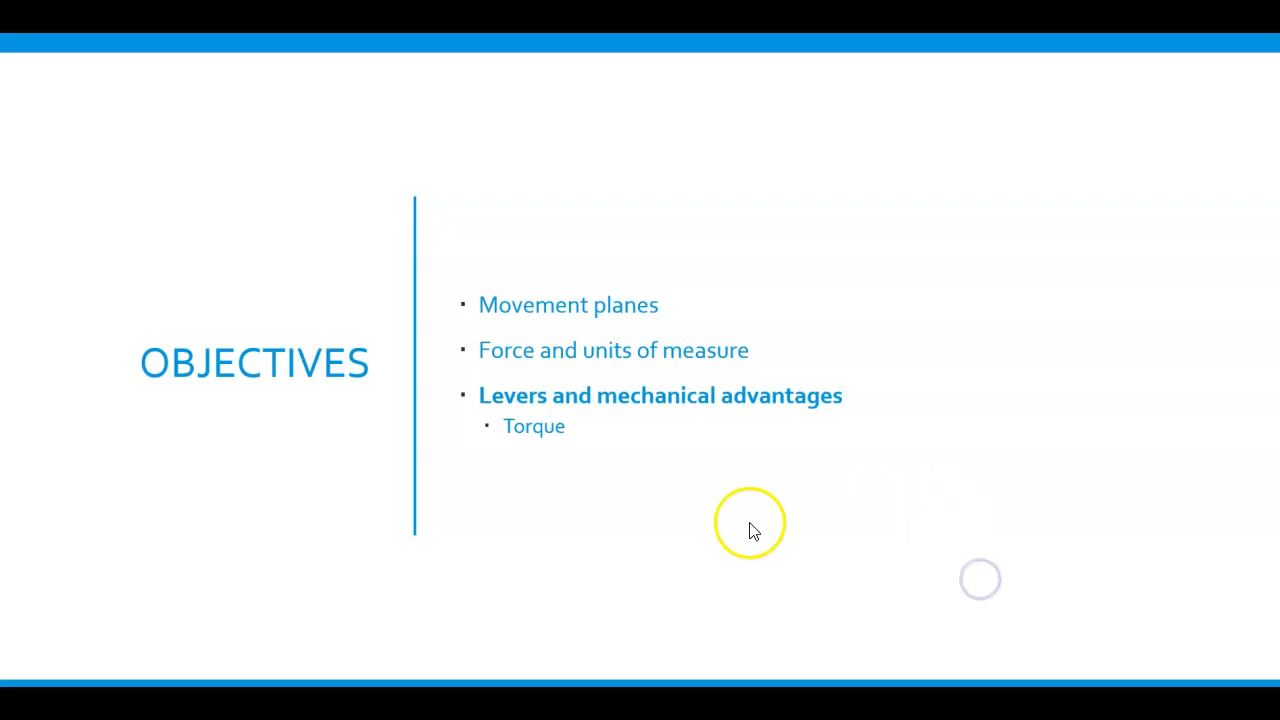 OBJECTIVES
▪ Movement planes
▪ Force and units of measure
▪ Levers and mechanical advantages
▪ Torque